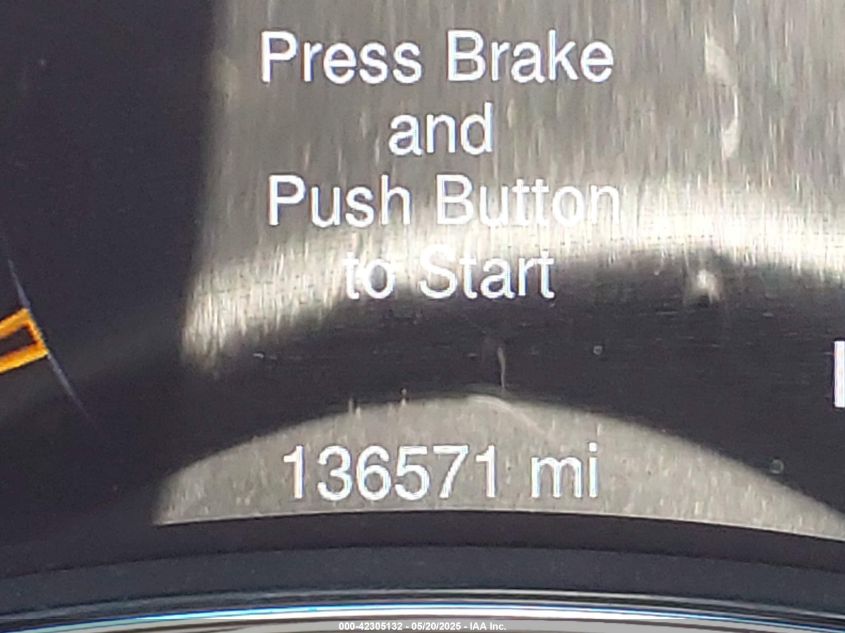 Press Brake
and
Push Button
to Start
136571 mi
000-42305132 - 05/20/2025 - IAA Inc.